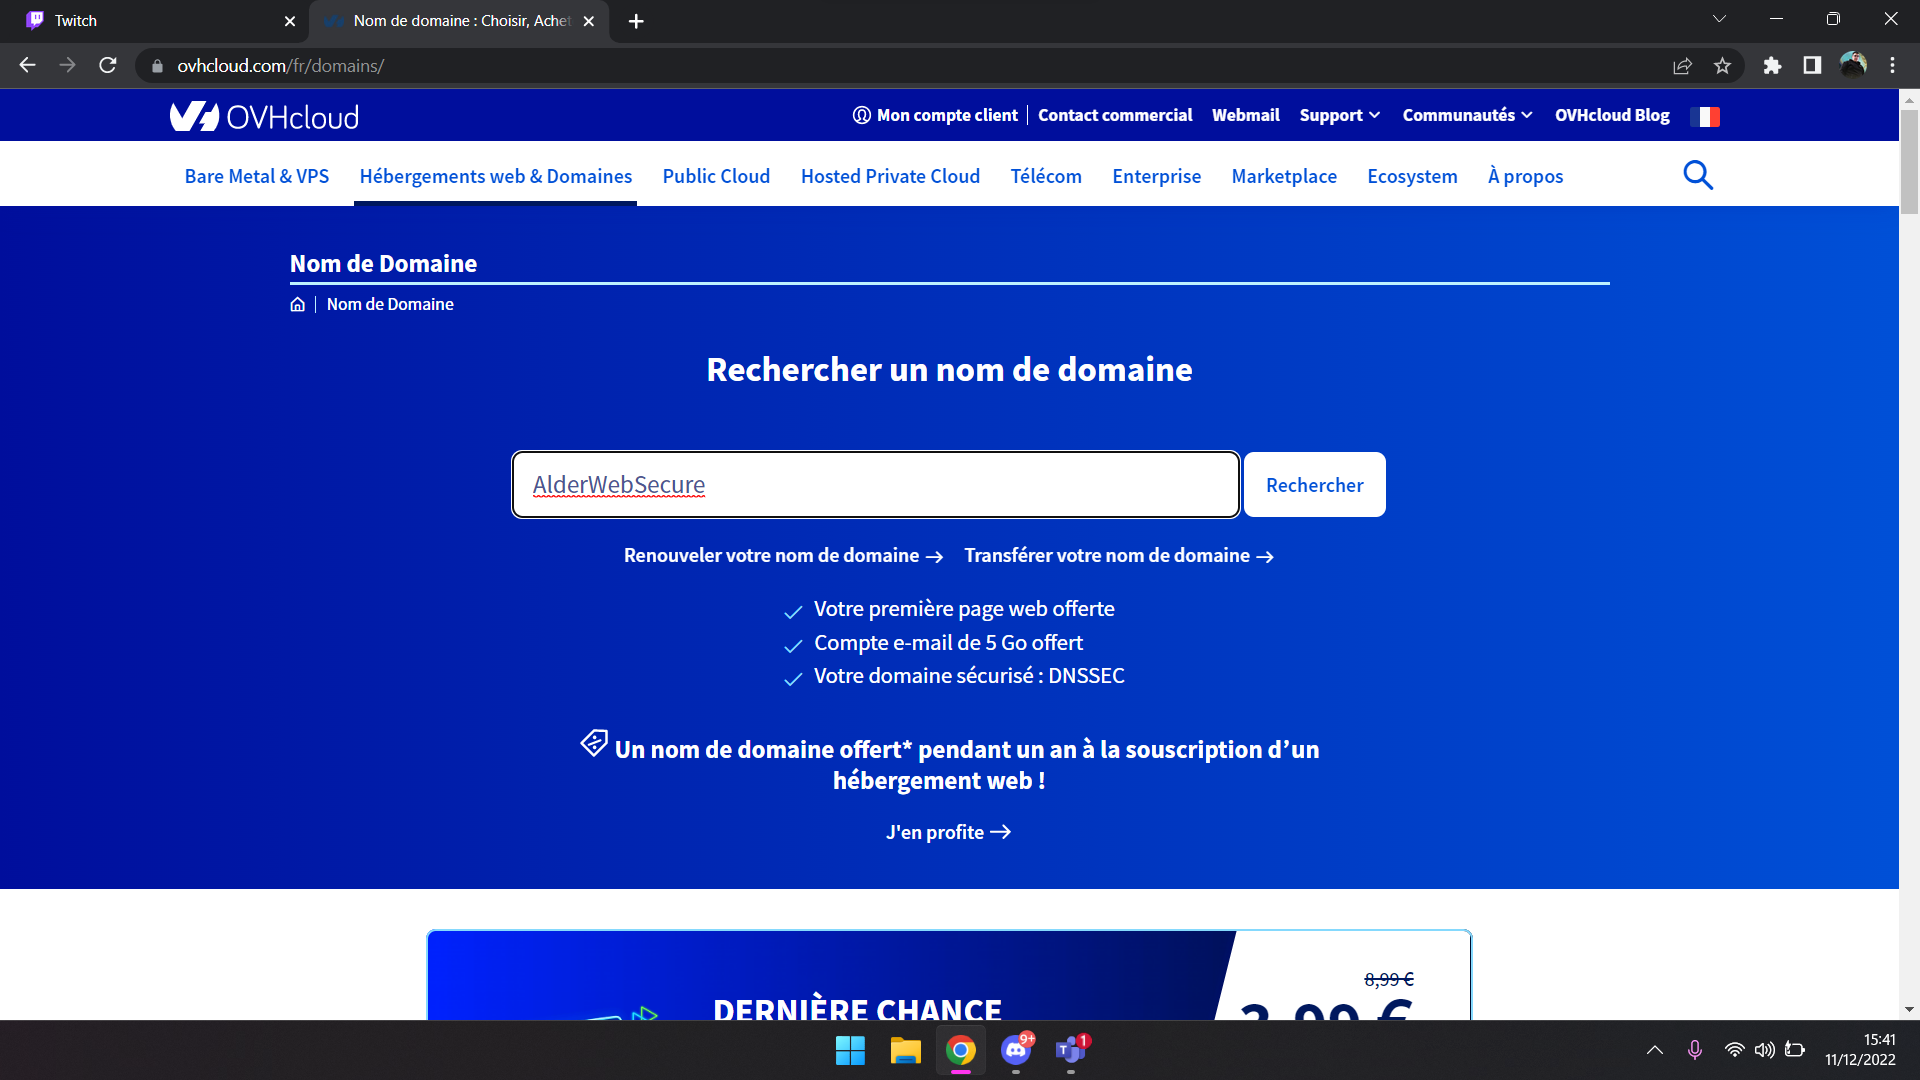 Twitch
Nom de domaine : Choisir, Achet
ovhcloud.com/fr/domains/
OVHcloud
Mon compte client
Contact commercial
Webmail
Support
Communautés
OVHcloud Blog
Bare Metal & VPS
Hébergements web & Domaines
Public Cloud
Hosted Private Cloud
Télécom
Enterprise
Marketplace
Ecosystem
À propos
Nom de Domaine
Nom de Domaine
Rechercher un nom de domaine
AlderWebSecure
Rechercher
Renouveler votre nom de domaine →
Transférer votre nom de domaine →
Votre première page web offerte
Compte e-mail de 5 Go offert
Votre domaine sécurisé : DNSSEC
Un nom de domaine offert* pendant un an à la souscription d’un
hébergement web !
J'en profite →
8,99 €
DERNIÈRE CHANCE
9+
T
1
15:41
11/12/2022